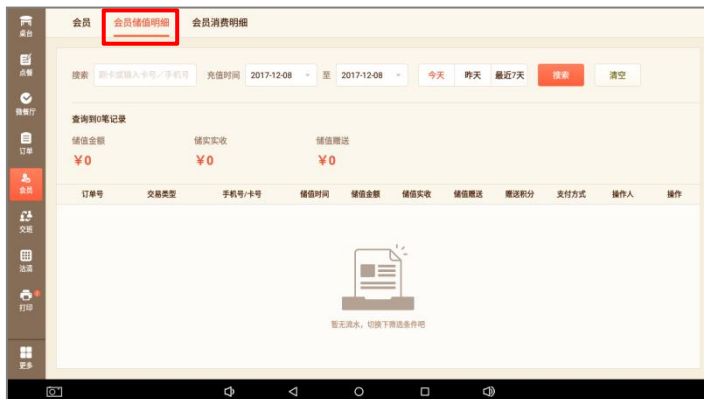 会员 会员储值明细 会员消费明细
桌台
点餐
微餐厅
订单
会员
交班
沽清
打印
更多
搜索 刷卡或输入卡号/手机号 充值时间 2017-12-08 至 2017-12-08 今天 昨天 最近7天 搜索 清空
查询到0笔记录
储值金额 储实实收 储值赠送
￥0 ￥0 ￥0
订单号 交易类型 手机号/卡号 储值时间 储值金额 储值实收 储值赠送 赠送积分 支付方式 操作人 操作
暂无流水，切换下筛选条件吧